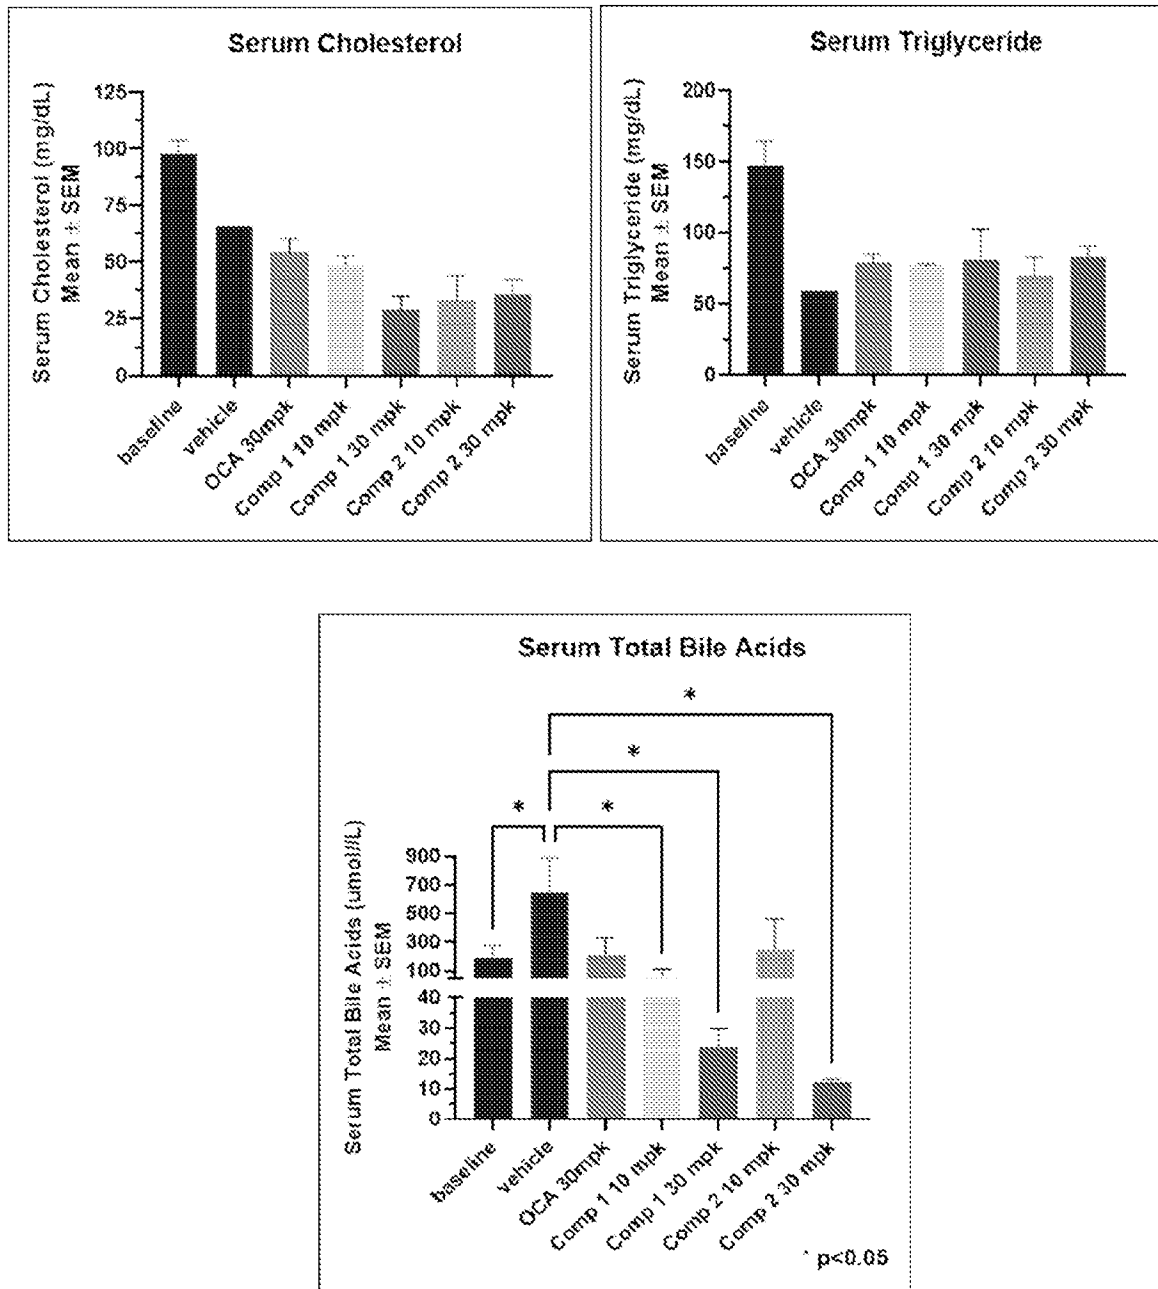 Serum Cholesterol
Serum Cholesterol (mg/dL)
Mean ± SEM
125
100
75
50
25
0
baseline
vehicle
OCA 30mpk
Comp 1 10 mpk
Comp 1 30 mpk
Comp 2 10 mpk
Comp 2 30 mpk
Serum Triglyceride
Serum Triglyceride (mg/dL)
Mean ± SEM
200
150
100
50
0
baseline
vehicle
OCA 30mpk
Comp 1 10 mpk
Comp 1 30 mpk
Comp 2 10 mpk
Comp 2 30 mpk
Serum Total Bile Acids
*
*
*
*
Serum Total Bile Acids (umol//L)
Mean ± SEM
900
700
500
300
100
40
30
20
10
0
baseline
vehicle
OCA 30mpk
Comp 1 10 mpk
Comp 1 30 mpk
Comp 2 10 mpk
Comp 2 30 mpk
* p<0.05